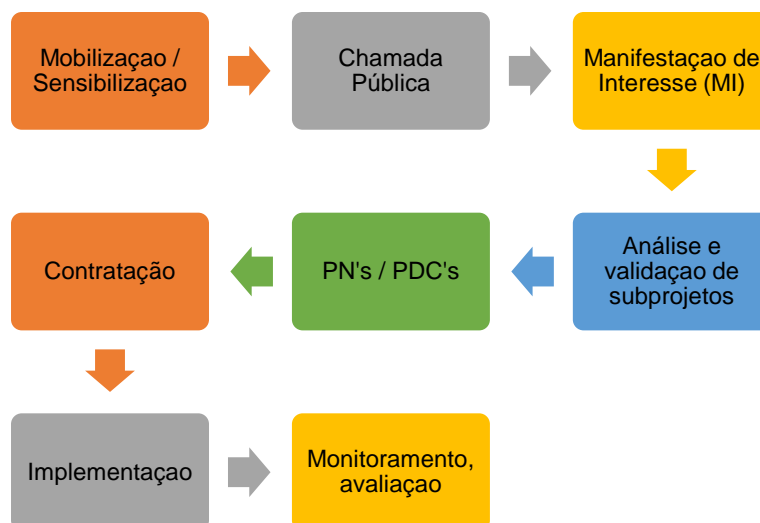 Mobilizaçao /
Sensibilizaçao
Chamada
Pública
Manifestaçao de
Interesse (MI)
Análise e
validaçao de
subprojetos
PN's / PDC's
Contratação
Implementaçao
Monitoramento,
avaliaçao